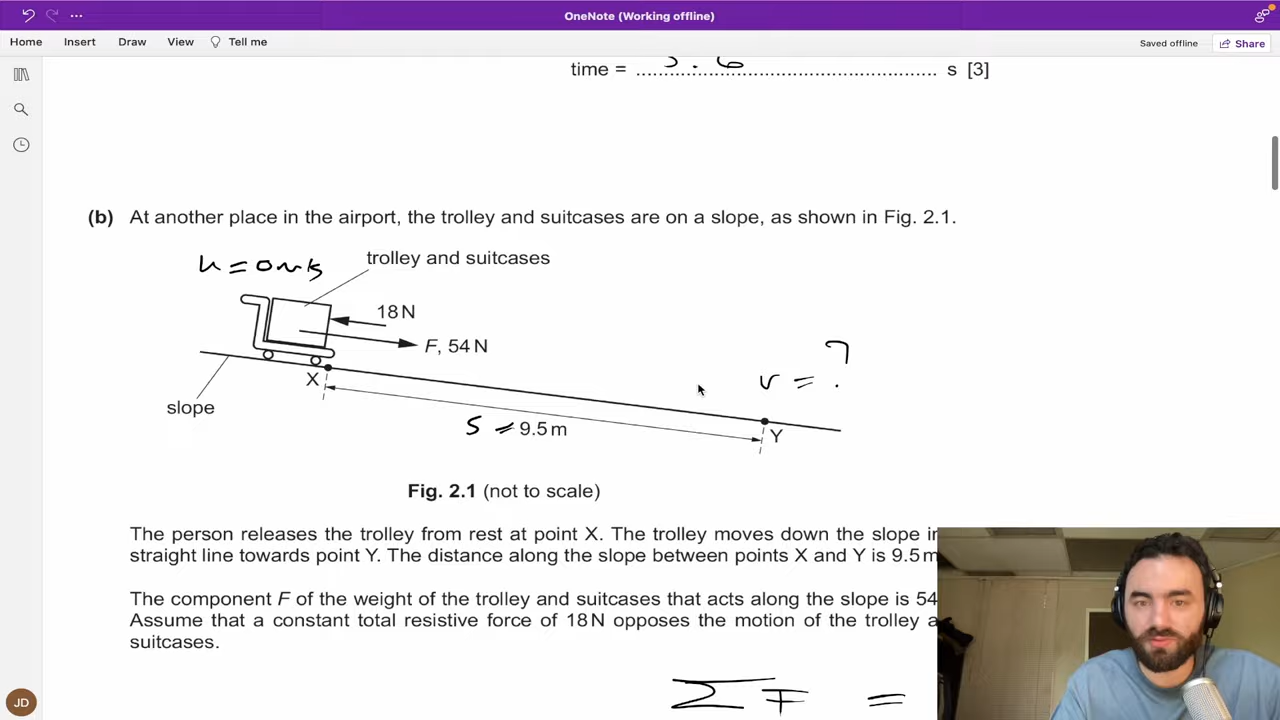 OneNote (Working offline)
Home Insert Draw View Tell me
Saved offline Share
time = .................................................. s [3]
(b) At another place in the airport, the trolley and suitcases are on a slope, as shown in Fig. 2.1.
u = 0 m/s
trolley and suitcases
18 N
F, 54 N
v = ?
X
slope
s = 9.5 m
Y
Fig. 2.1 (not to scale)
The person releases the trolley from rest at point X. The trolley moves down the slope in
straight line towards point Y. The distance along the slope between points X and Y is 9.5 m
The component F of the weight of the trolley and suitcases that acts along the slope is 54
Assume that a constant total resistive force of 18 N opposes the motion of the trolley a
suitcases.
ΣF =
JD